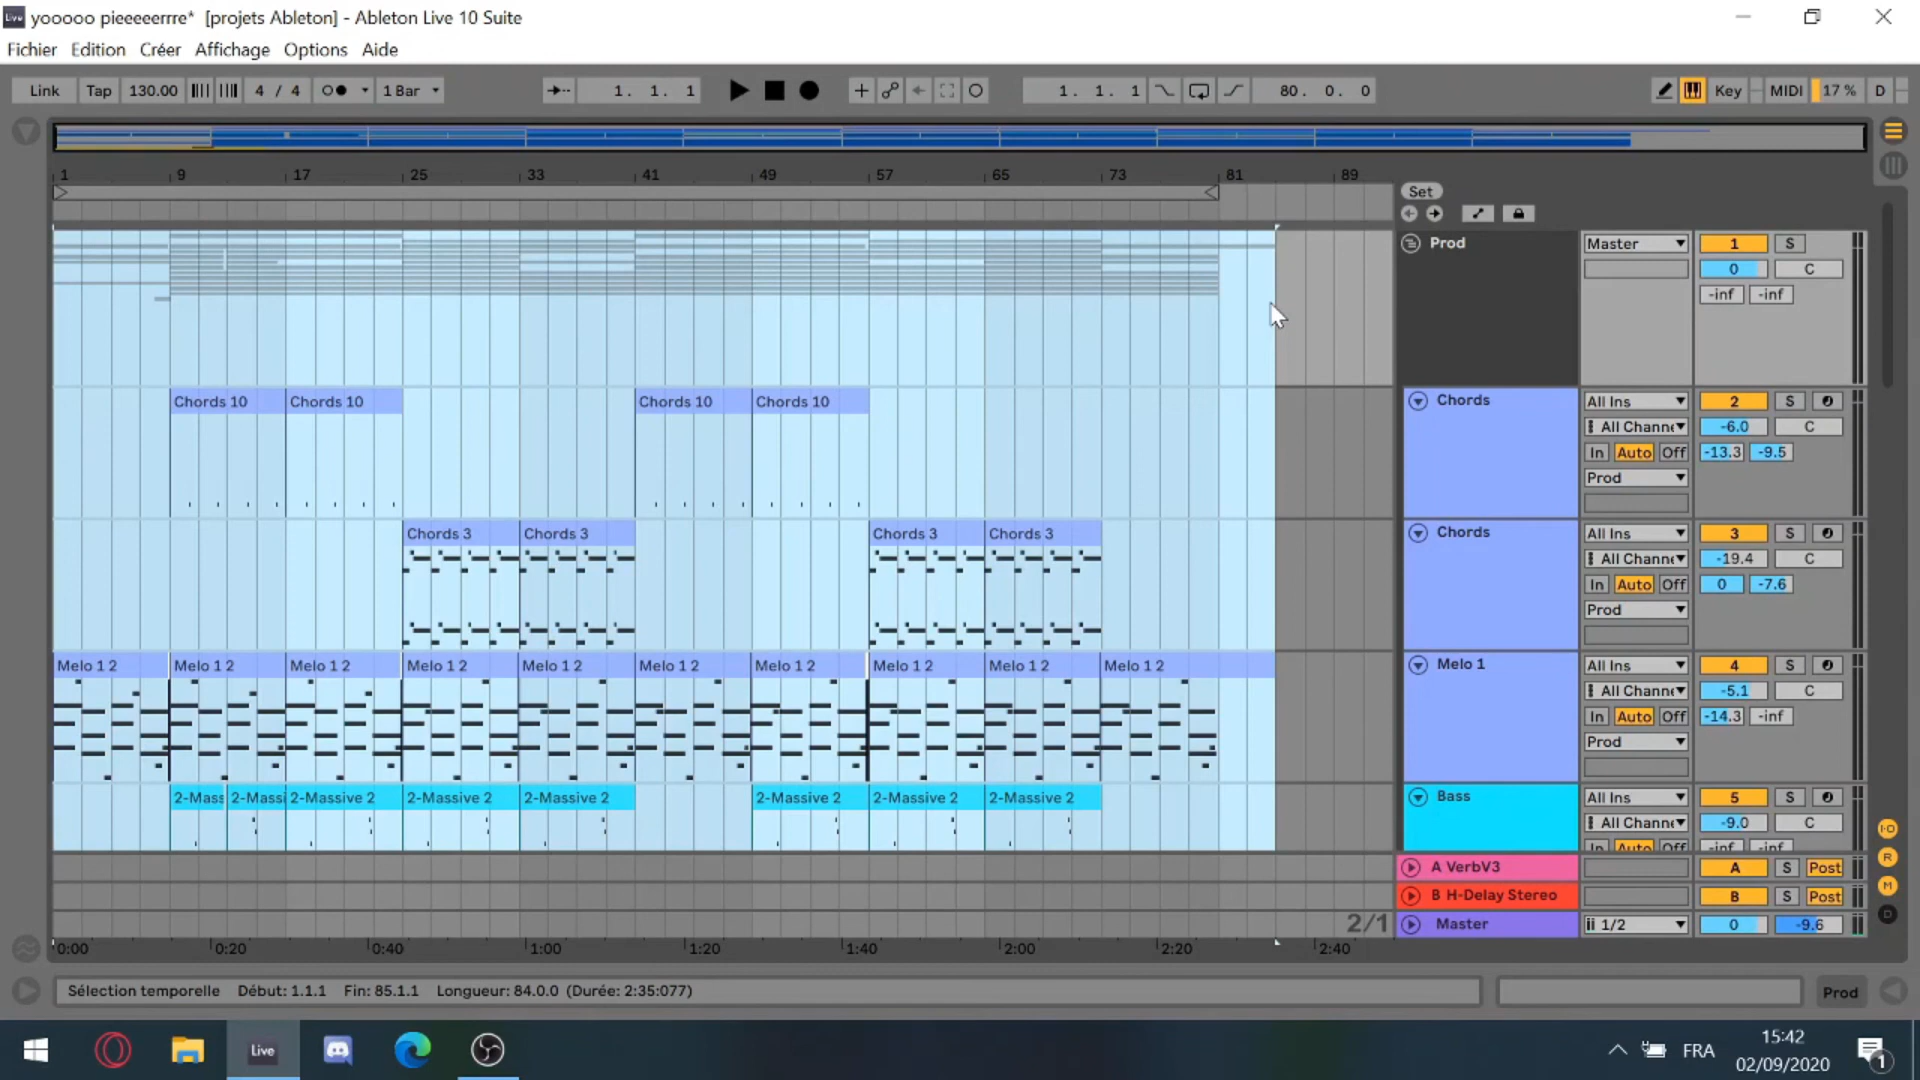 yooooo pieeeeerrre* [projets Ableton] - Ableton Live 10 Suite
Fichier Edition Créer Affichage Options Aide
Link Tap 130.00 4 / 4 1 Bar 1. 1. 1 1. 1. 1 80. 0. 0 Key MIDI 17 % D
1 9 17 25 33 41 49 57 65 73 81 89
Set
Prod Master 1 S
0 C
-inf -inf
Chords 10 Chords 10 Chords 10 Chords 10 Chords All Ins 2 S
All Channe -6.0 C
In Auto Off -13.3 -9.5
Prod
Chords 3 Chords 3 Chords 3 Chords 3 Chords All Ins 3 S
All Channe -19.4 C
In Auto Off 0 -7.6
Prod
Melo 1 2 Melo 1 2 Melo 1 2 Melo 1 2 Melo 1 2 Melo 1 2 Melo 1 2 Melo 1 2 Melo 1 2 Melo 1 2 Melo 1 All Ins 4 S
All Channe -5.1 C
In Auto Off -14.3 -inf
Prod
2-Mass 2-Massi 2-Massive 2 2-Massive 2 2-Massive 2 2-Massive 2 2-Massive 2 2-Massive 2 Bass All Ins 5 S
All Channe -9.0 C
In Auto Off -inf -inf
A VerbV3 A S Post
B H-Delay Stereo B S Post
2/1 Master 1/2 0 -9.6
I·O
R
M
D
0:00 0:20 0:40 1:00 1:20 1:40 2:00 2:20 2:40
Sélection temporelle Début: 1.1.1 Fin: 85.1.1 Longueur: 84.0.0 (Durée: 2:35:077) Prod
Live FRA 15:42
02/09/2020 1